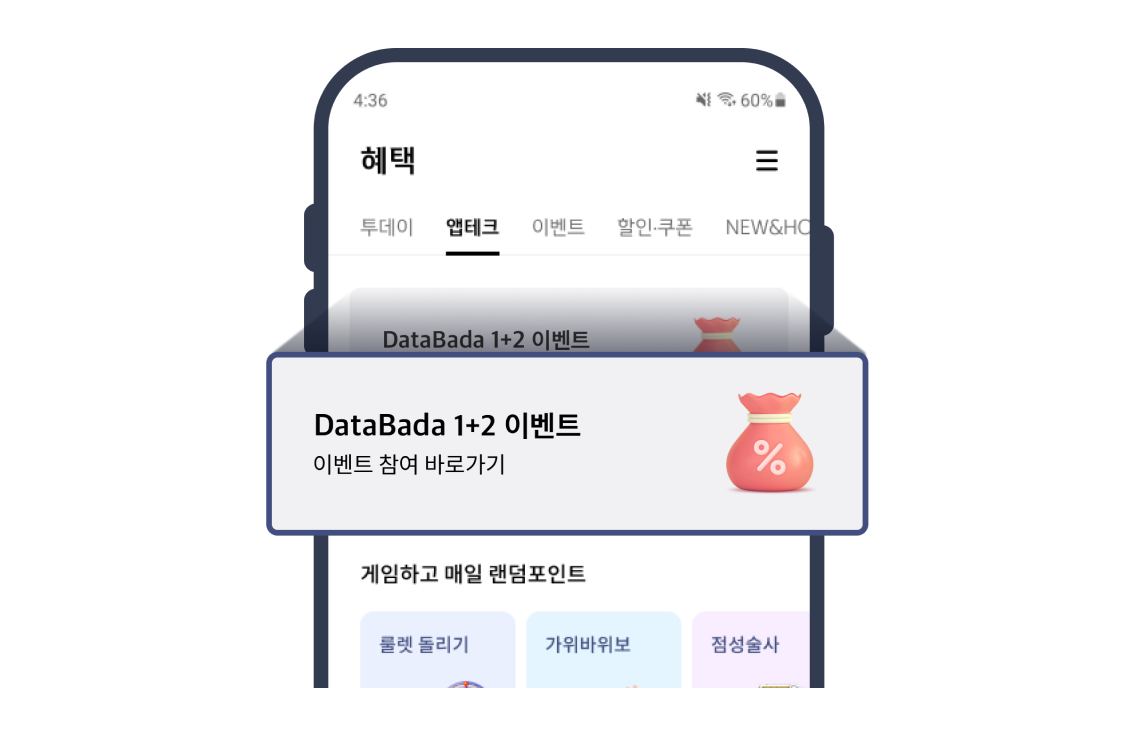 4:36
60%
혜택
투데이 앱테크 이벤트 할인·쿠폰 NEW&HO
DataBada 1+2 이벤트
DataBada 1+2 이벤트
이벤트 참여 바로가기
%
게임하고 매일 랜덤포인트
룰렛 돌리기 가위바위보 점성술사